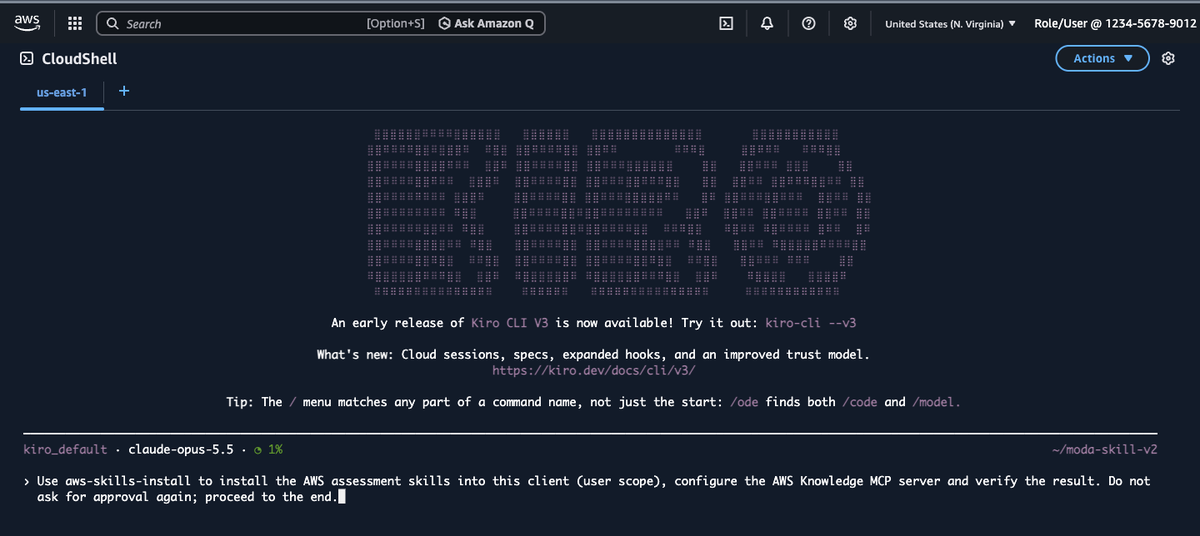 aws
Search
[Option+S]
Ask Amazon Q
United States (N. Virginia)
Role/User @ 1234-5678-9012
CloudShell
Actions
us-east-1
+
An early release of Kiro CLI V3 is now available! Try it out: kiro-cli --v3
What's new: Cloud sessions, specs, expanded hooks, and an improved trust model.
https://kiro.dev/docs/cli/v3/
Tip: The / menu matches any part of a command name, not just the start: /ode finds both /code and /model.
kiro_default · claude-opus-5.5 · ◔ 1%
~/moda-skill-v2
› Use aws-skills-install to install the AWS assessment skills into this client (user scope), configure the AWS Knowledge MCP server and verify the result. Do not
ask for approval again; proceed to the end.